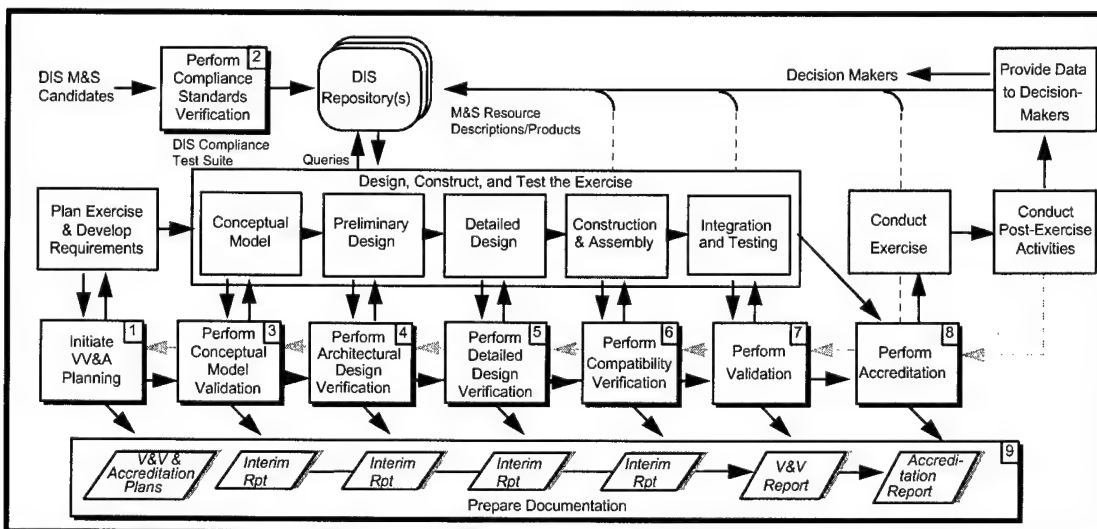 DIS M&S
Candidates
Perform
Compliance
Standards
Verification
2
DIS Compliance
Test Suite
DIS
Repository(s)
Queries
M&S Resource
Descriptions/Products
Decision Makers
Provide Data
to Decision-
Makers
Plan Exercise
& Develop
Requirements
Design, Construct, and Test the Exercise
Conceptual
Model
Preliminary
Design
Detailed
Design
Construction
& Assembly
Integration
and Testing
Conduct
Exercise
Conduct
Post-Exercise
Activities
1
Initiate
VV&A
Planning
3
Perform
Conceptual
Model
Validation
4
Perform
Architectural
Design
Verification
5
Perform
Detailed
Design
Verification
6
Perform
Compatibility
Verification
7
Perform
Validation
8
Perform
Accreditation
9
V&V &
Accreditation
Plans
Interim
Rpt
Interim
Rpt
Interim
Rpt
Interim
Rpt
V&V
Report
Accredi-
tation
Report
Prepare Documentation